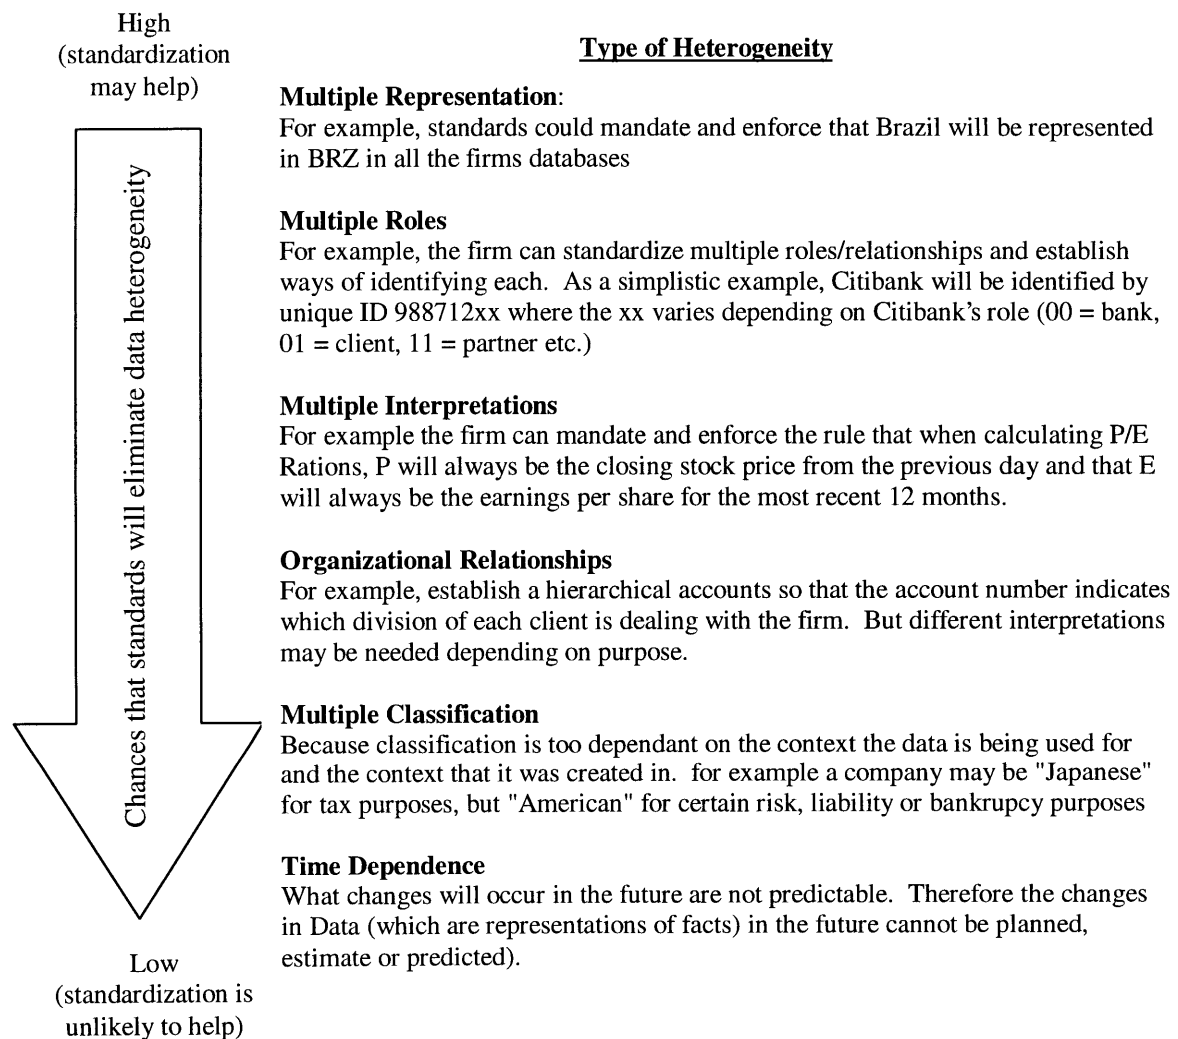 High
(standardization
may help)
Chances that standards will eliminate data heterogeneity
Low
(standardization is
unlikely to help)
Type of Heterogeneity
Multiple Representation:
For example, standards could mandate and enforce that Brazil will be represented
in BRZ in all the firms databases
Multiple Roles
For example, the firm can standardize multiple roles/relationships and establish
ways of identifying each.  As a simplistic example, Citibank will be identified by
unique ID 988712xx where the xx varies depending on Citibank's role (00 = bank,
01 = client, 11 = partner etc.)
Multiple Interpretations
For example the firm can mandate and enforce the rule that when calculating P/E
Rations, P will always be the closing stock price from the previous day and that E
will always be the earnings per share for the most recent 12 months.
Organizational Relationships
For example, establish a hierarchical accounts so that the account number indicates
which division of each client is dealing with the firm.  But different interpretations
may be needed depending on purpose.
Multiple Classification
Because classification is too dependant on the context the data is being used for
and the context that it was created in.  for example a company may be "Japanese"
for tax purposes, but "American" for certain risk, liability or bankrupcy purposes
Time Dependence
What changes will occur in the future are not predictable.  Therefore the changes
in Data (which are representations of facts) in the future cannot be planned,
estimate or predicted).